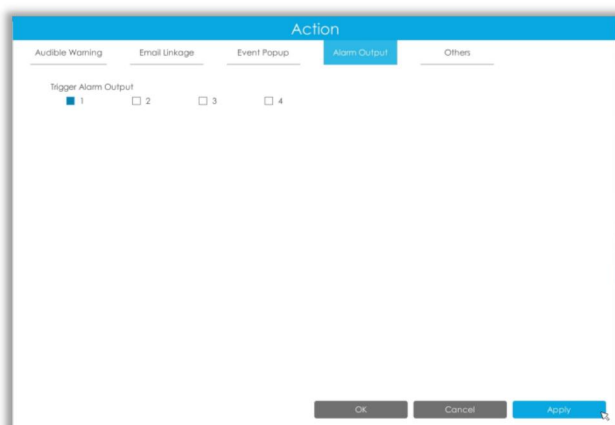 Action
Audible Warning Email Linkage Event Popup Alarm Output Others
Trigger Alarm Output
1 2 3 4
OK Cancel Apply